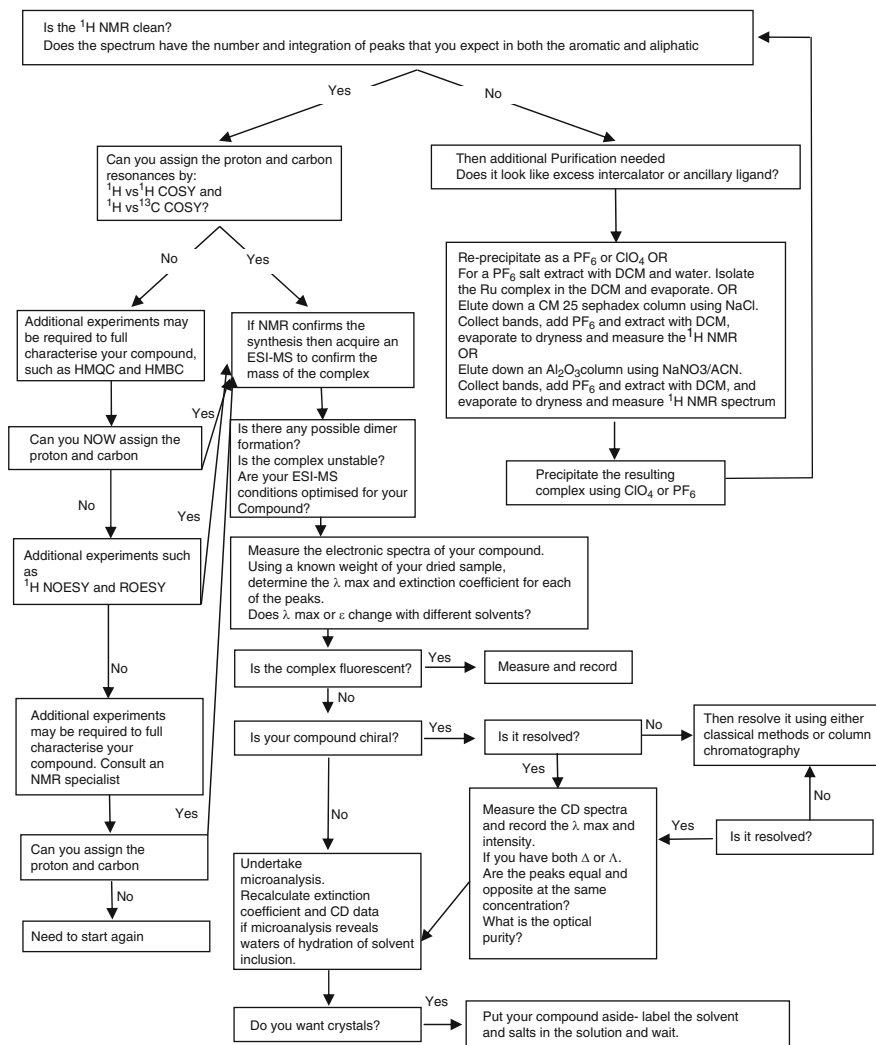 Is the ¹H NMR clean?
Does the spectrum have the number and integration of peaks that you expect in both the aromatic and aliphatic
Yes
No
Can you assign the proton and carbon
resonances by:
¹H vs¹H COSY and
¹H vs¹³C COSY?
Then additional Purification needed
Does it look like excess intercalator or ancillary ligand?
No
Yes
Re-precipitate as a PF₆ or ClO₄ OR
For a PF₆ salt extract with DCM and water. Isolate
the Ru complex in the DCM and evaporate. OR
Elute down a CM 25 sephadex column using NaCl.
Collect bands, add PF₆ and extract with DCM,
evaporate to dryness and measure the ¹H NMR
OR
Elute down an Al₂O₃column using NaNO3/ACN.
Collect bands, add PF₆ and extract with DCM, and
evaporate to dryness and measure ¹H NMR spectrum
Additional experiments may
be required to full
characterise your compound,
such as HMQC and HMBC
If NMR confirms the
synthesis then acquire an
ESI-MS to confirm the
mass of the complex
Yes
Can you NOW assign the
proton and carbon
Is there any possible dimer
formation?
Is the complex unstable?
Are your ESI-MS
conditions optimised for your
Compound?
Precipitate the resulting
complex using ClO₄ or PF₆
No
Yes
Additional experiments such
as
¹H NOESY and ROESY
Measure the electronic spectra of your compound.
Using a known weight of your dried sample,
determine the λ max and extinction coefficient for each
of the peaks.
Does λ max or ε change with different solvents?
No
Is the complex fluorescent?
Yes
Measure and record
No
Additional experiments
may be required to full
characterise your
compound. Consult an
NMR specialist
Is your compound chiral?
Yes
Is it resolved?
No
Then resolve it using either
classical methods or column
chromatography
Yes
No
Yes
No
Measure the CD spectra
and record the λ max and
intensity.
If you have both Δ or Λ.
Are the peaks equal and
opposite at the same
concentration?
What is the optical
purity?
Yes
Is it resolved?
Can you assign the
proton and carbon
No
Need to start again
Undertake
microanalysis.
Recalculate extinction
coefficient and CD data
if microanalysis reveals
waters of hydration of solvent
inclusion.
Do you want crystals?
Yes
Put your compound aside- label the solvent
and salts in the solution and wait.